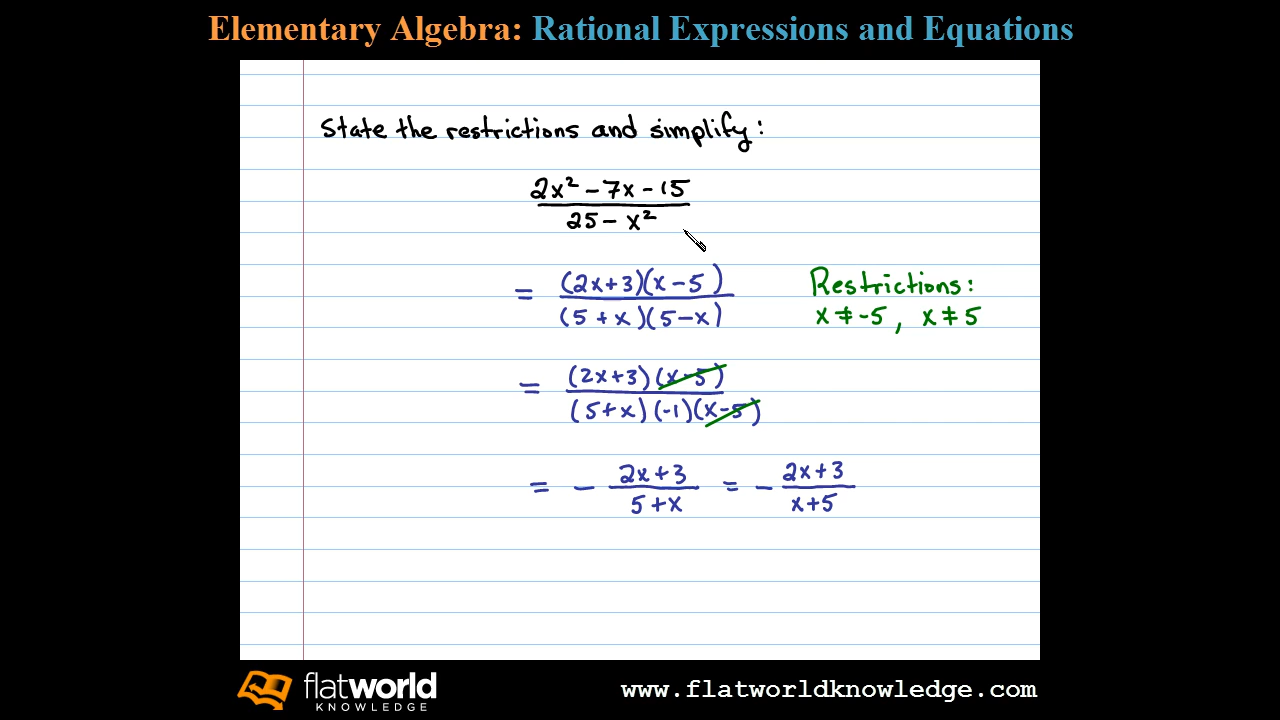 Elementary Algebra: Rational Expressions and Equations
State the restrictions and simplify:
2x² - 7x - 15
25 - x²
= (2x+3)(x-5)
(5+x)(5-x)
Restrictions:
x ≠ -5, x ≠ 5
= (2x+3)(x-5)
(5+x)(-1)(x-5)
= - 2x+3 / 5+x = - 2x+3 / x+5
flatworld
KNOWLEDGE
www.flatworldknowledge.com